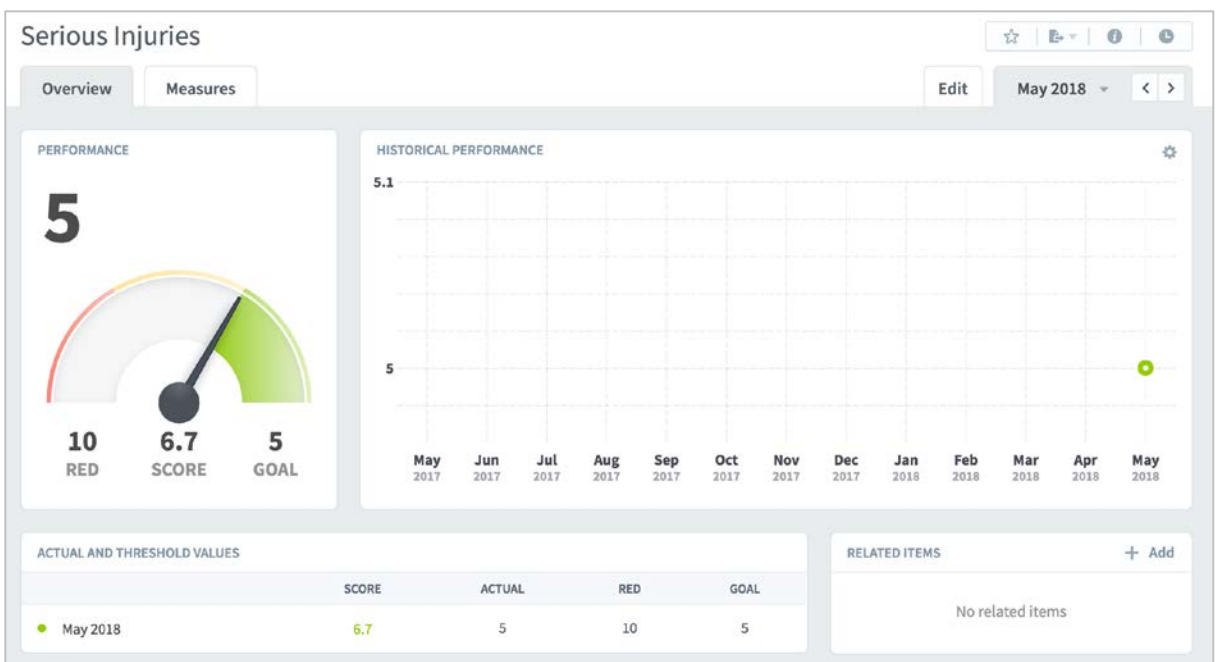 Serious Injuries
Overview
Measures
Edit
May 2018
PERFORMANCE
5
10
RED
6.7
SCORE
5
GOAL
HISTORICAL PERFORMANCE
5.1
5
May Jun Jul Aug Sep Oct Nov Dec Jan Feb Mar Apr May
2017 2017 2017 2017 2017 2017 2017 2017 2018 2018 2018 2018 2018
ACTUAL AND THRESHOLD VALUES
SCORE ACTUAL RED GOAL
May 2018 6.7 5 10 5
RELATED ITEMS
+ Add
No related items